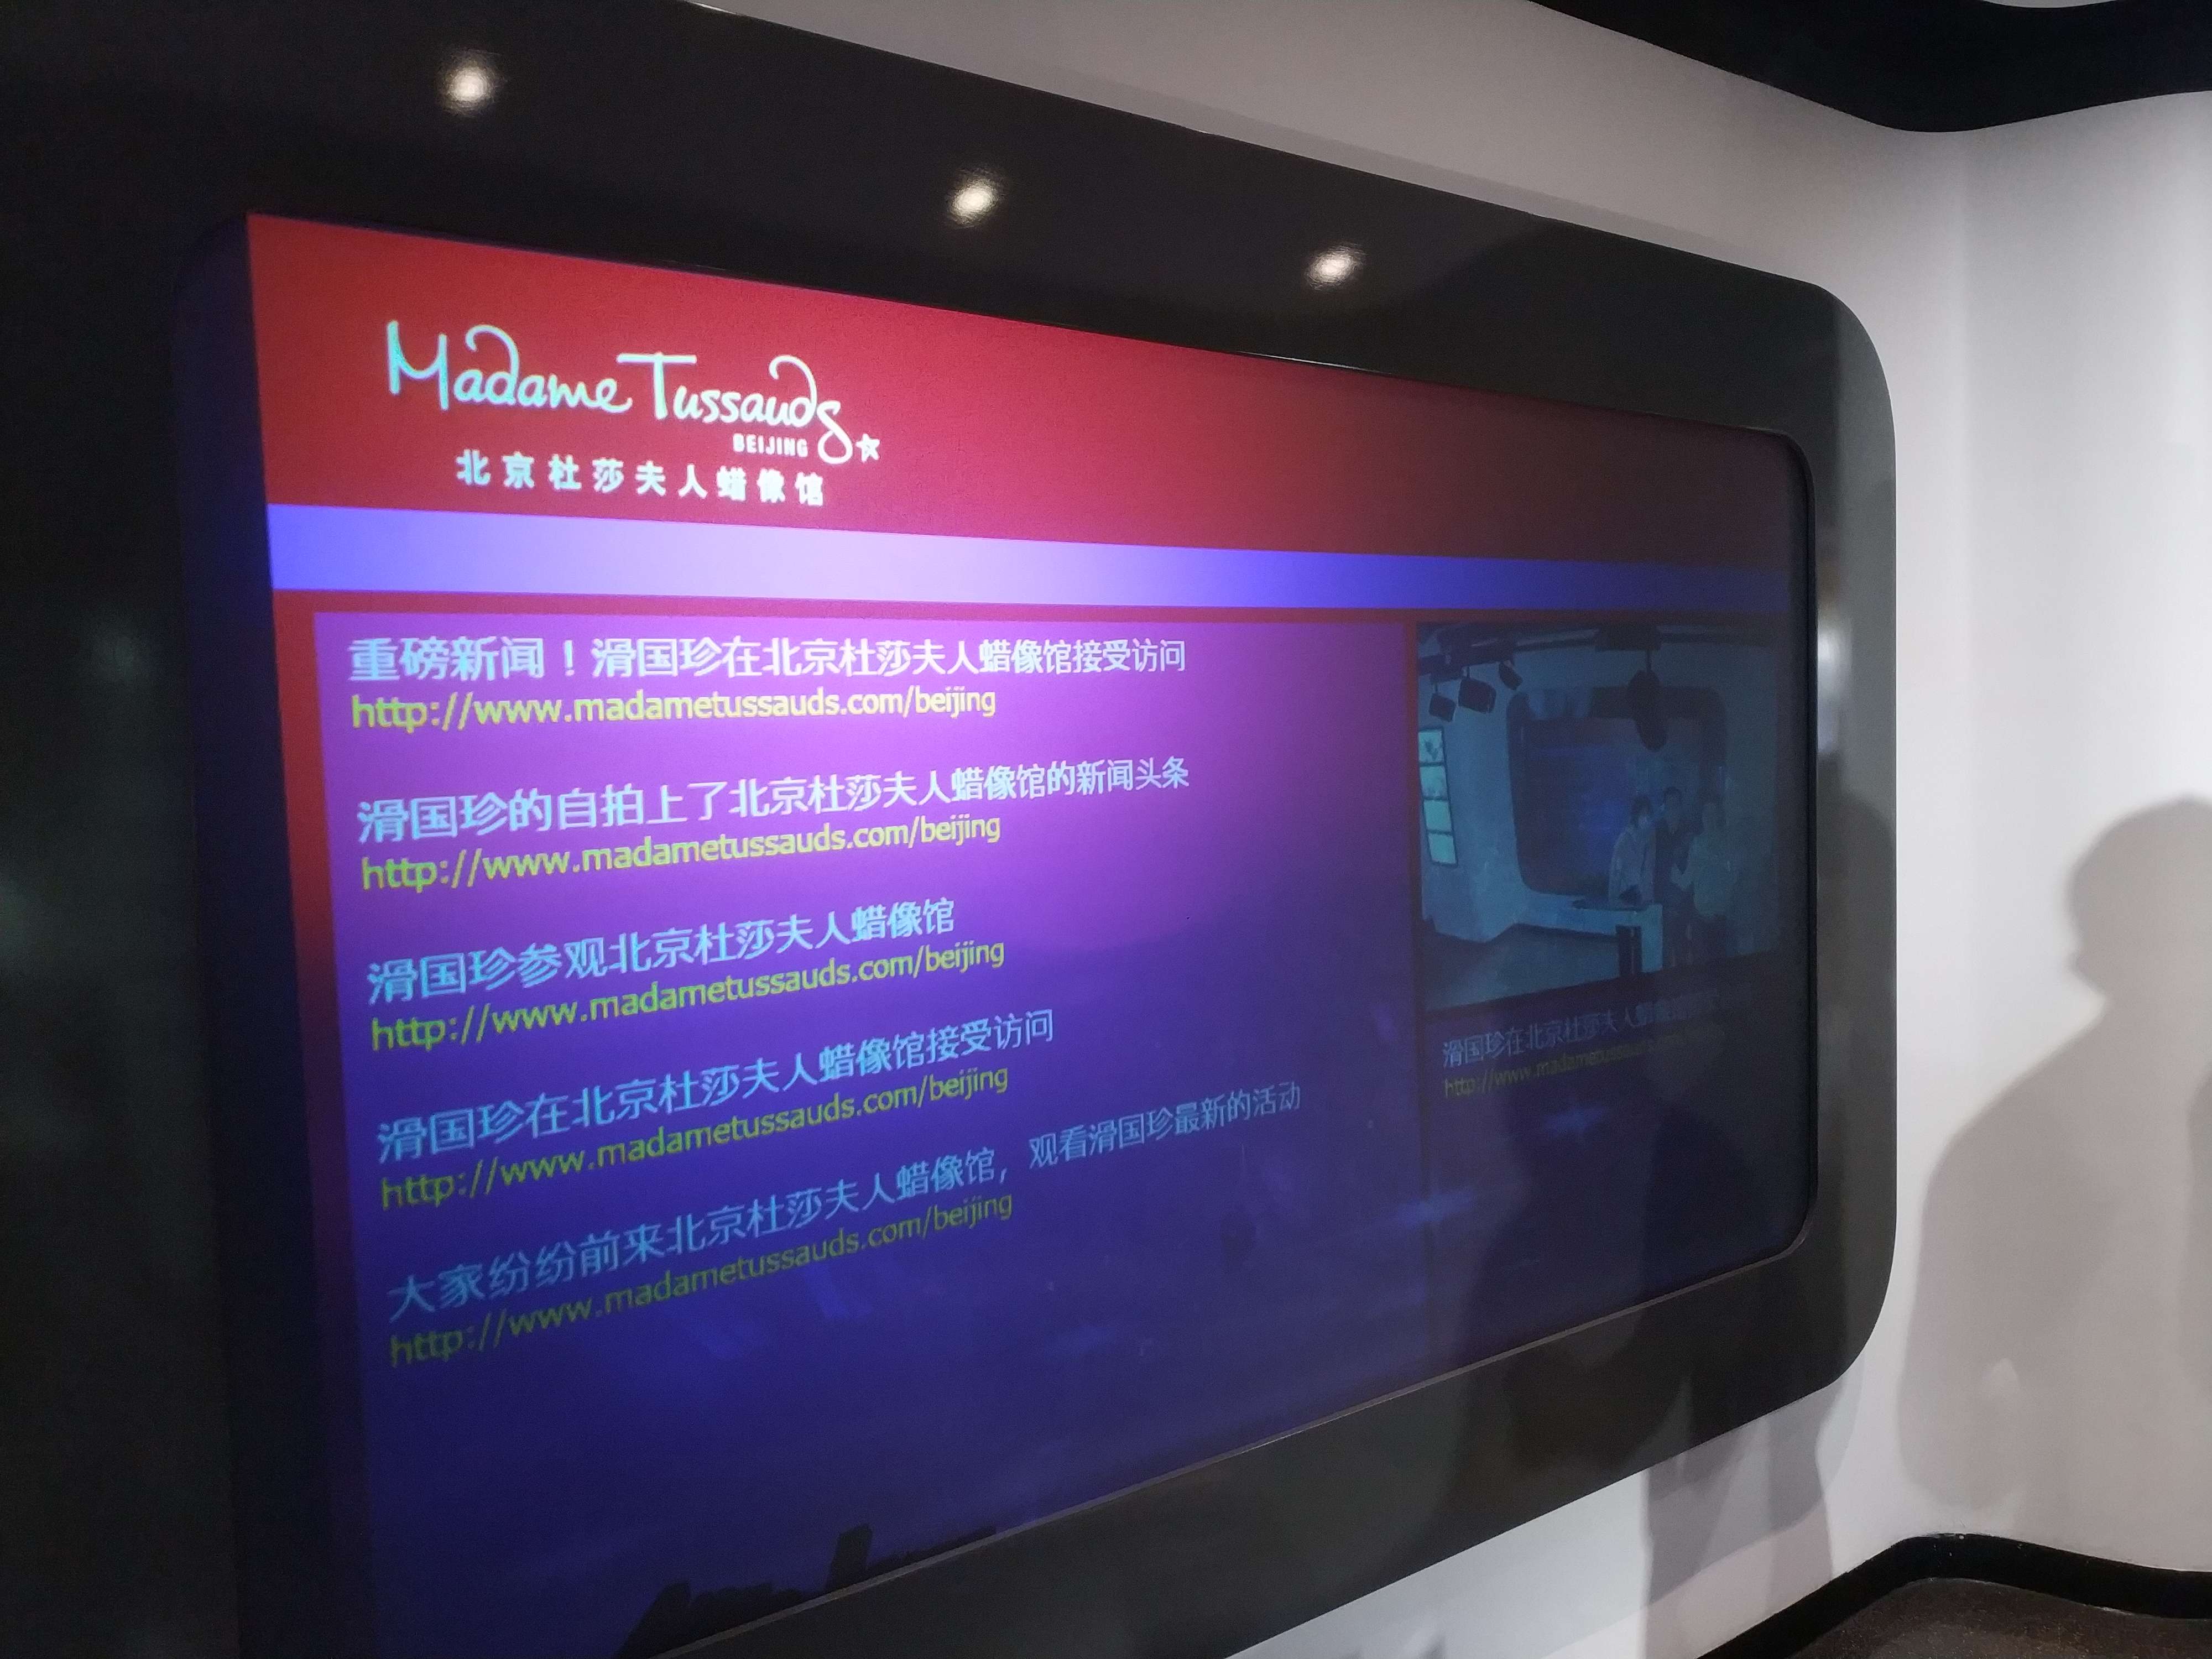 Madame Tussauds
BEIJING
北京杜莎夫人蜡像馆
重磅新闻！滑国珍在北京杜莎夫人蜡像馆接受访问
http://www.madametussauds.com/beijing
滑国珍的自拍上了北京杜莎夫人蜡像馆的新闻头条
http://www.madametussauds.com/beijing
滑国珍参观北京杜莎夫人蜡像馆
http://www.madametussauds.com/beijing
滑国珍在北京杜莎夫人蜡像馆接受访问
http://www.madametussauds.com/beijing
大家纷纷前来北京杜莎夫人蜡像馆，观看滑国珍最新的活动
http://www.madametussauds.com/beijing
滑国珍在北京杜莎夫人蜡像馆
http://www.madametussauds